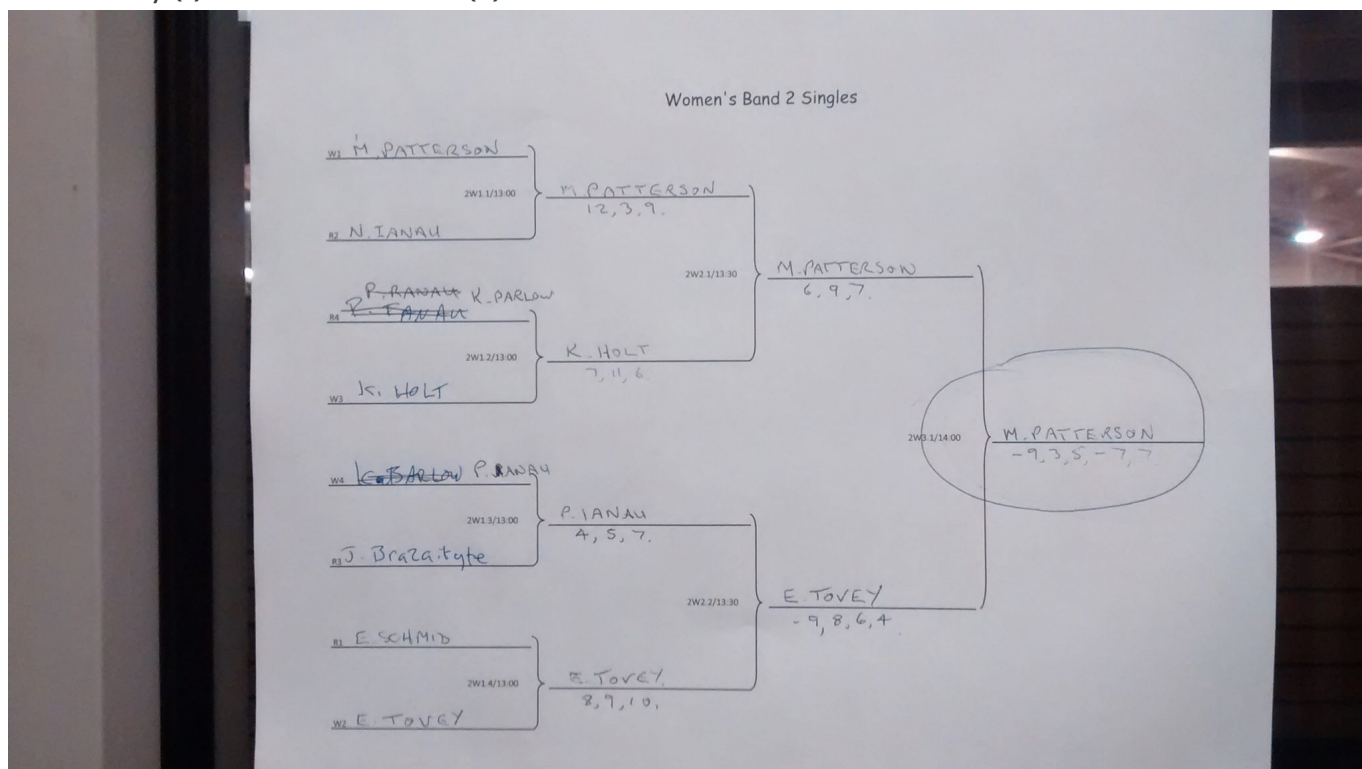 Women's Band 2 Singles
W1 M. PATTERSON
2W1.1/13:00
M. PATTERSON
12, 3, 9.
R2 N. IANAU
2W2.1/13:30
M. PATTERSON
6, 9, 7.
P. RANAU K. PARLOW
R4 P. IANAU
2W1.2/13:00
K. HOLT
7, 11, 6
W3 K. HOLT
2W3.1/14:00
M. PATTERSON
-9, 3, 5, -7, 7
W4 K. BARLOW P. RANAU
2W1.3/13:00
P. IANAU
4, 5, 7.
R3 J. Brazaityte
2W2.2/13:30
E. TOVEY
-9, 8, 6, 4
R1 E. SCHMID
2W1.4/13:00
E. TOVEY
8, 9, 10.
W2 E. TOVEY